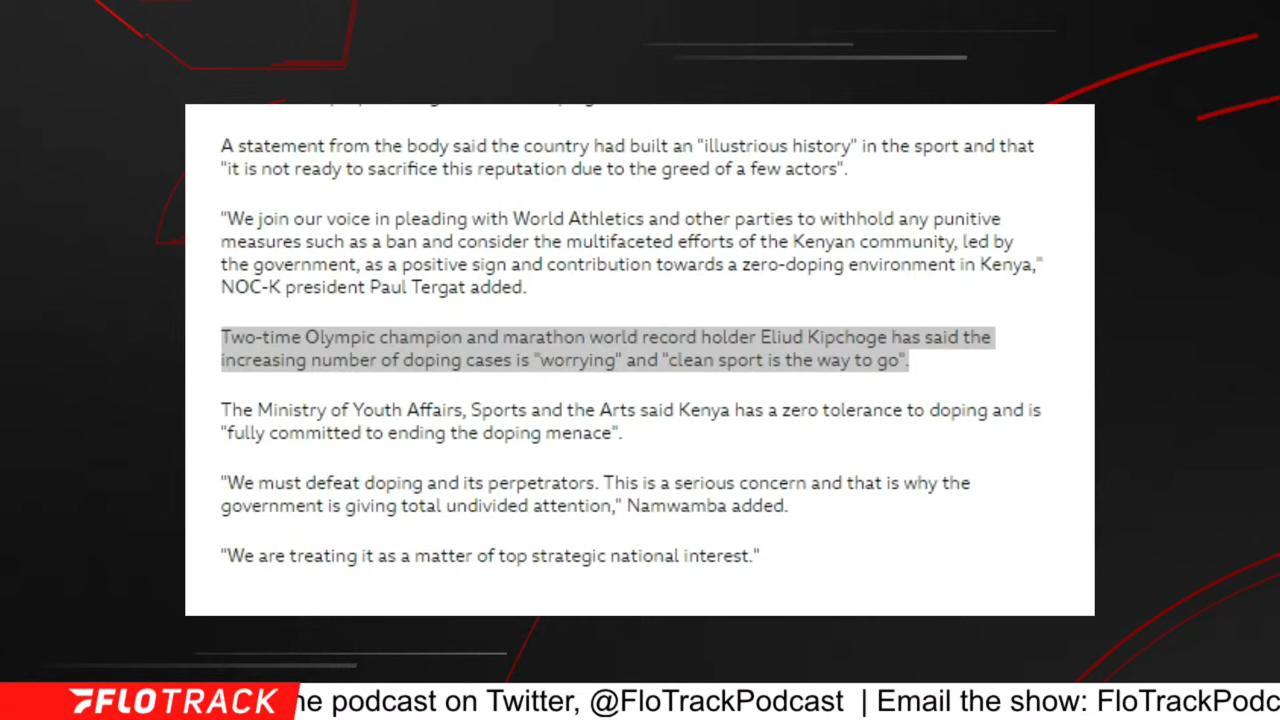 A statement from the body said the country had built an "illustrious history" in the sport and that
"it is not ready to sacrifice this reputation due to the greed of a few actors".
"We join our voice in pleading with World Athletics and other parties to withhold any punitive
measures such as a ban and consider the multifaceted efforts of the Kenyan community, led by
the government, as a positive sign and contribution towards a zero-doping environment in Kenya,"
NOC-K president Paul Tergat added.
Two-time Olympic champion and marathon world record holder Eliud Kipchoge has said the
increasing number of doping cases is "worrying" and "clean sport is the way to go".
The Ministry of Youth Affairs, Sports and the Arts said Kenya has a zero tolerance to doping and is
"fully committed to ending the doping menace".
"We must defeat doping and its perpetrators. This is a serious concern and that is why the
government is giving total undivided attention," Namwamba added.
"We are treating it as a matter of top strategic national interest."
FLOTRACK he podcast on Twitter, @FloTrackPodcast | Email the show: FloTrackPodc